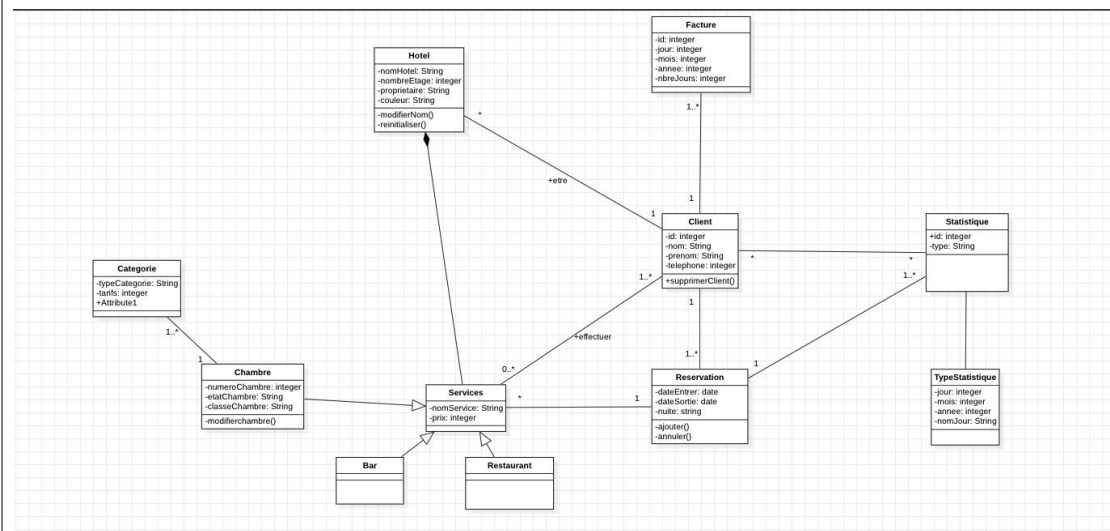 Facture
-id: integer
-jour: integer
-mois: integer
-annee: integer
-nbreJours: integer
Hotel
-nomHotel: String
-nombreEtage: integer
-proprietaire: String
-couleur: String
-modifierNom()
-reinitialiser()
1..*
*
+etre
1
1
Client
-id: integer
-nom: String
-prenom: String
-telephone: integer
+supprimerClient()
Statistique
+id: integer
-type: String
*
*
1..*
1..*
1
Categorie
-typeCategorie: String
-tarifs: integer
+Attribute1
1..*
1
+effectuer
1..*
0..*
1
Chambre
-numeroChambre: integer
-etatChambre: String
-classeChambre: String
-modifierchambre()
Services
-nomService: String
-prix: integer
*
1
Reservation
-dateEntrer: date
-dateSortie: date
-nuite: string
-ajouter()
-annuler()
TypeStatistique
-jour: integer
-mois: integer
-annee: integer
-nomJour: String
Bar
Restaurant